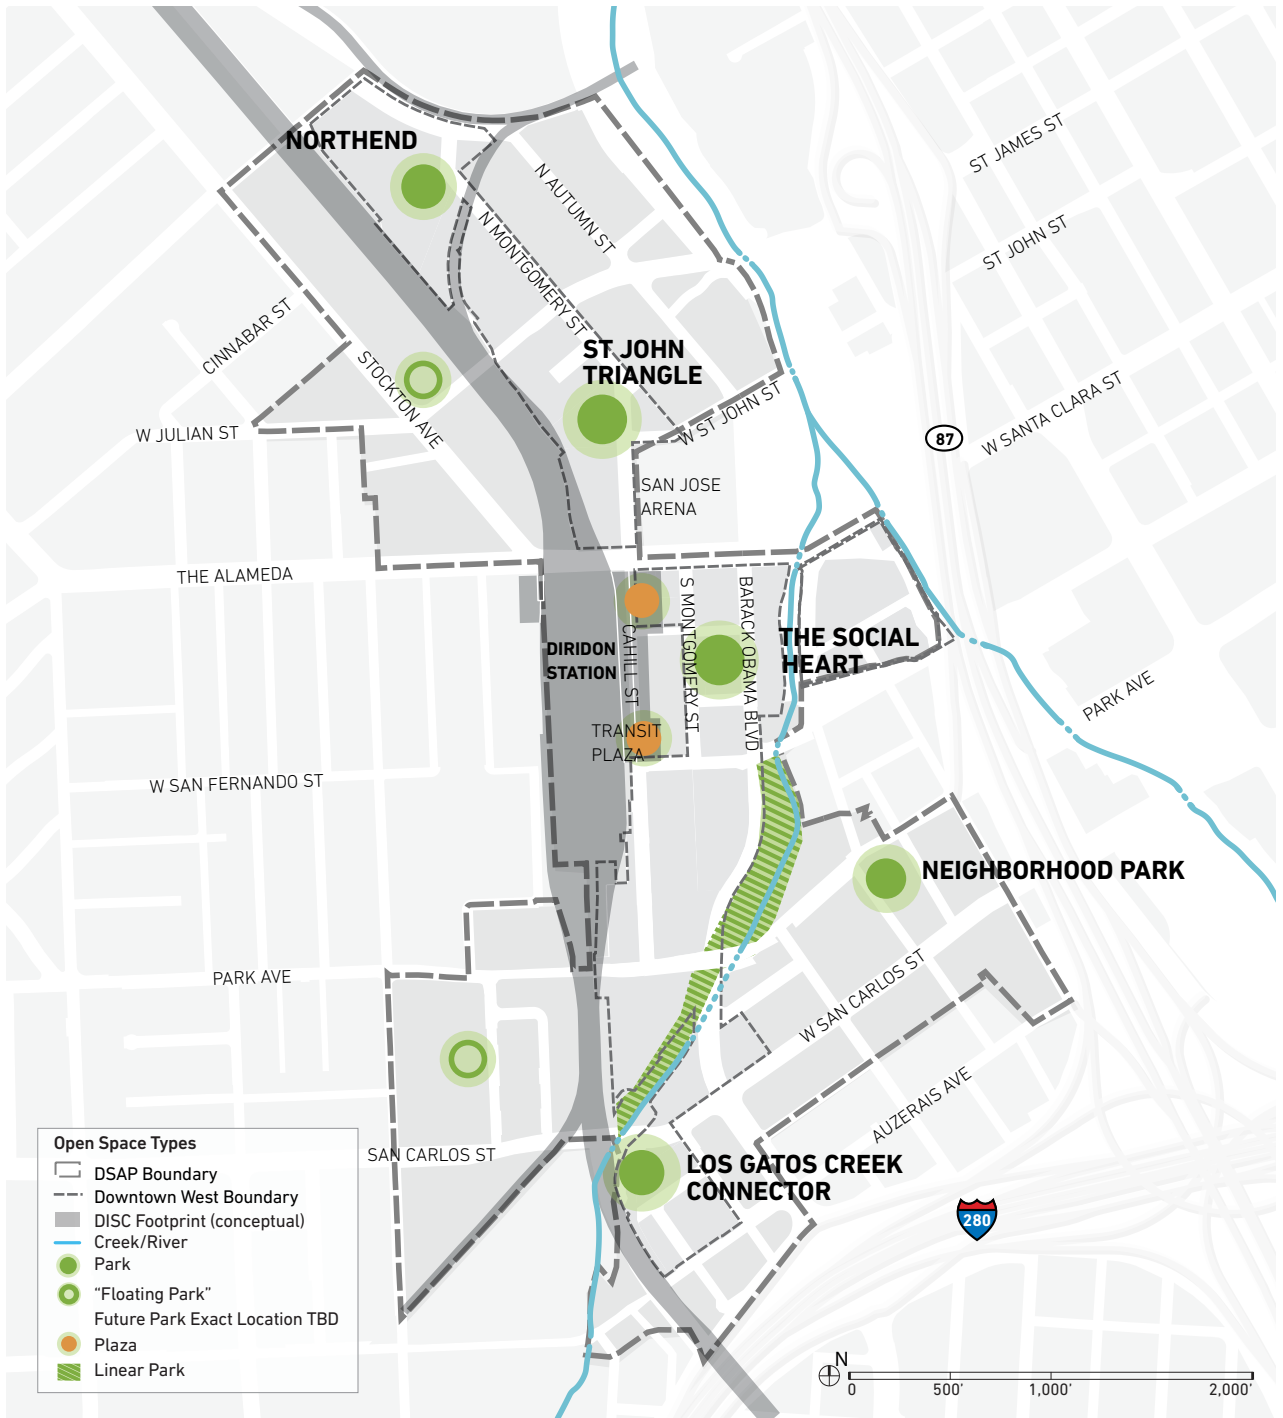 NORTHEND
ST JAMES ST
N AUTUMN ST
ST JOHN ST
N MONTGOMERY ST
CINNABAR ST
STOCKTON AVE
ST JOHN
TRIANGLE
W ST JOHN ST
W JULIAN ST
W SANTA CLARA ST
87
SAN JOSE
ARENA
THE ALAMEDA
DIRIDON
STATION
CAHILL ST
S MONTGOMERY ST
BARACK OBAMA BLVD
THE SOCIAL
HEART
PARK AVE
TRANSIT
PLAZA
W SAN FERNANDO ST
NEIGHBORHOOD PARK
PARK AVE
W SAN CARLOS ST
AUZERAIS AVE
SAN CARLOS ST
LOS GATOS CREEK
CONNECTOR
280
Open Space Types
DSAP Boundary
Downtown West Boundary
DISC Footprint (conceptual)
Creek/River
Park
“Floating Park”
Future Park Exact Location TBD
Plaza
Linear Park
N
0 500' 1,000' 2,000'